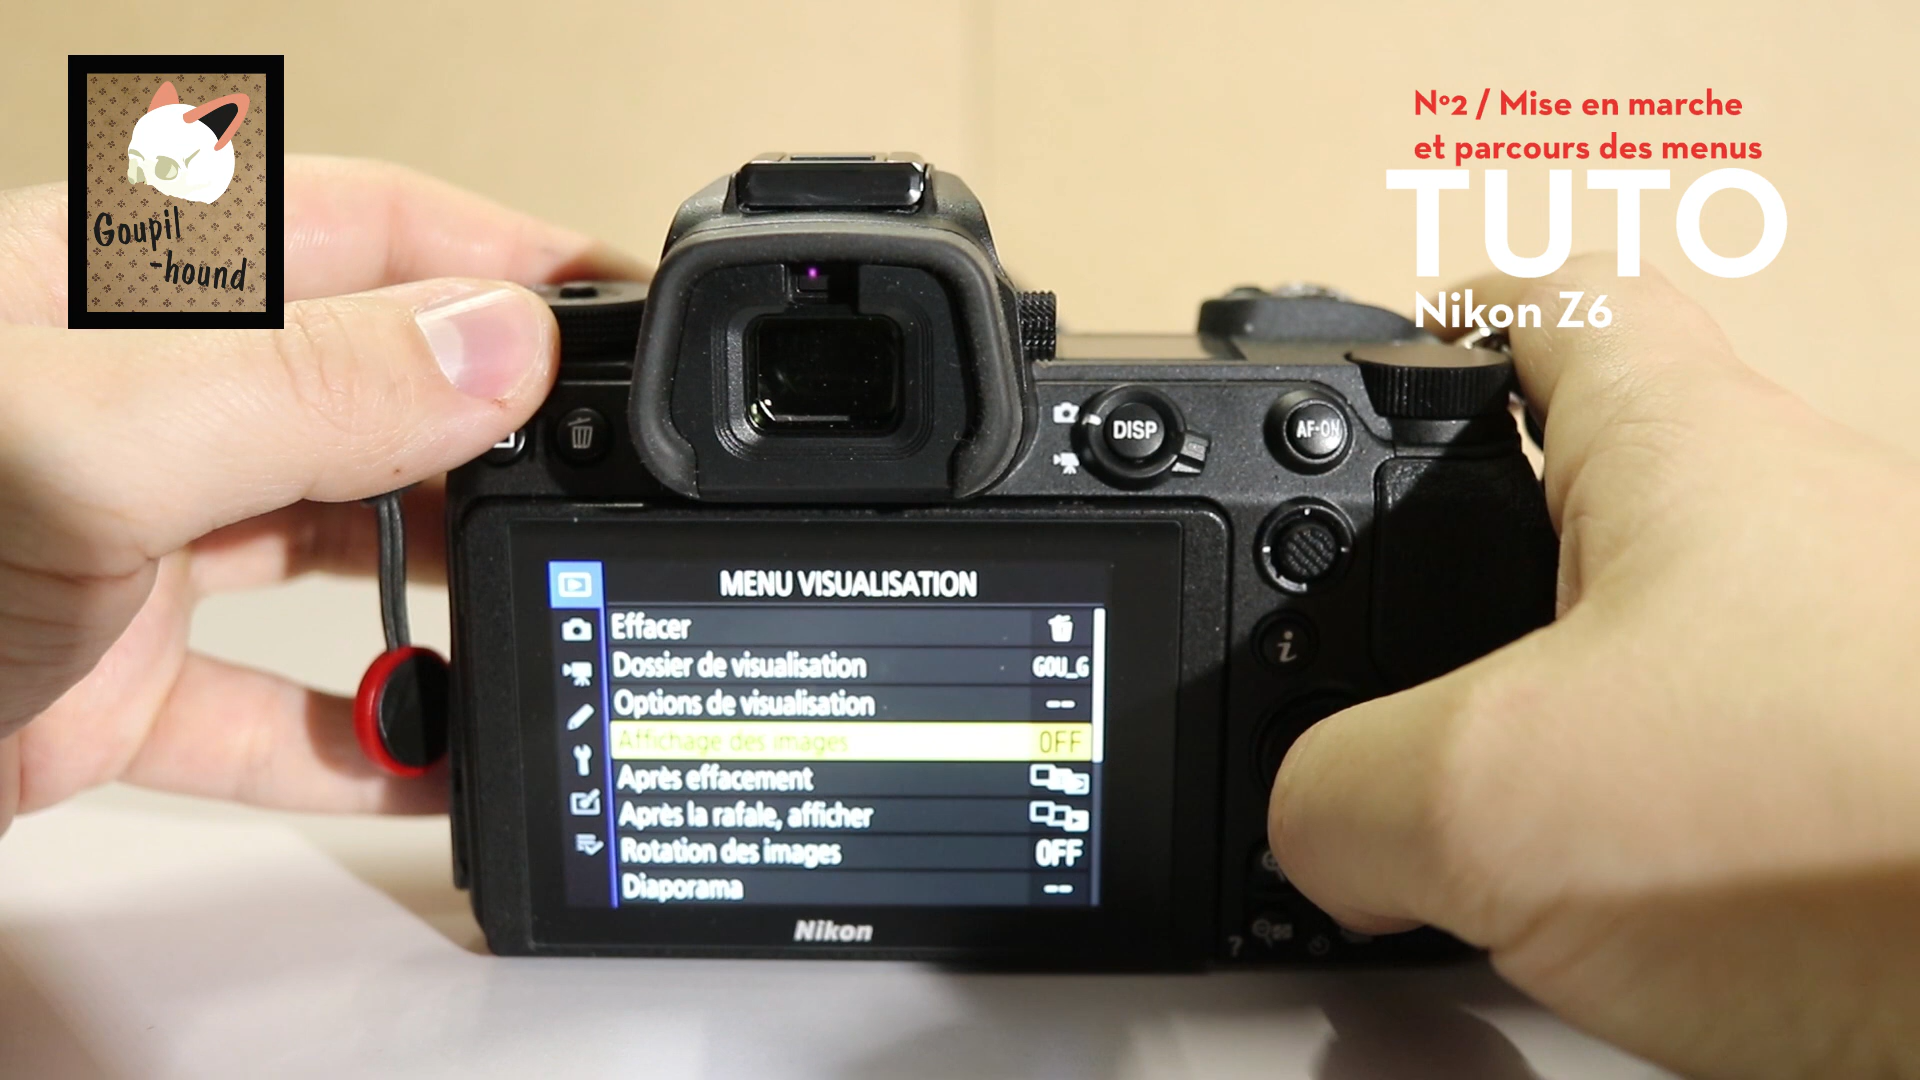 Goupil
-hound
N°2 / Mise en marche
et parcours des menus
TUTO
Nikon Z6
DISP
AF-ON
i
MENU VISUALISATION
Effacer
Dossier de visualisation GOU_G
Options de visualisation --
Affichage des images OFF
Après effacement
Après la rafale, afficher
Rotation des images OFF
Diaporama --
Nikon
?